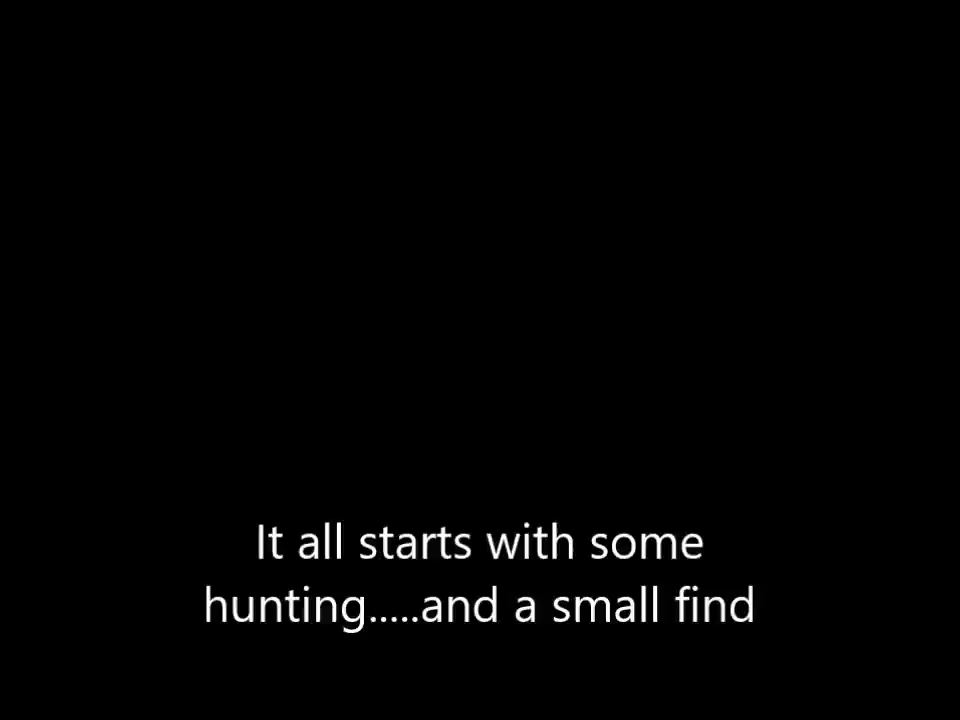 It all starts with some
hunting.....and a small find